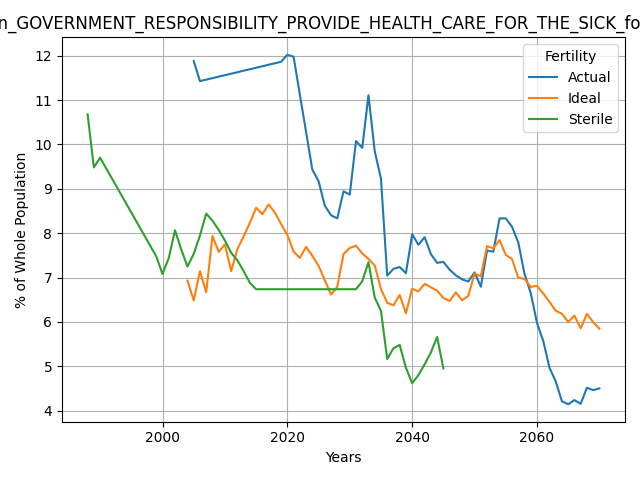 n_GOVERNMENT_RESPONSIBILITY_PROVIDE_HEALTH_CARE_FOR_THE_SICK_fo
Fertility
Actual
Ideal
Sterile
% of Whole Population
12
11
10
9
8
7
6
5
4
2000 2020 2040 2060
Years